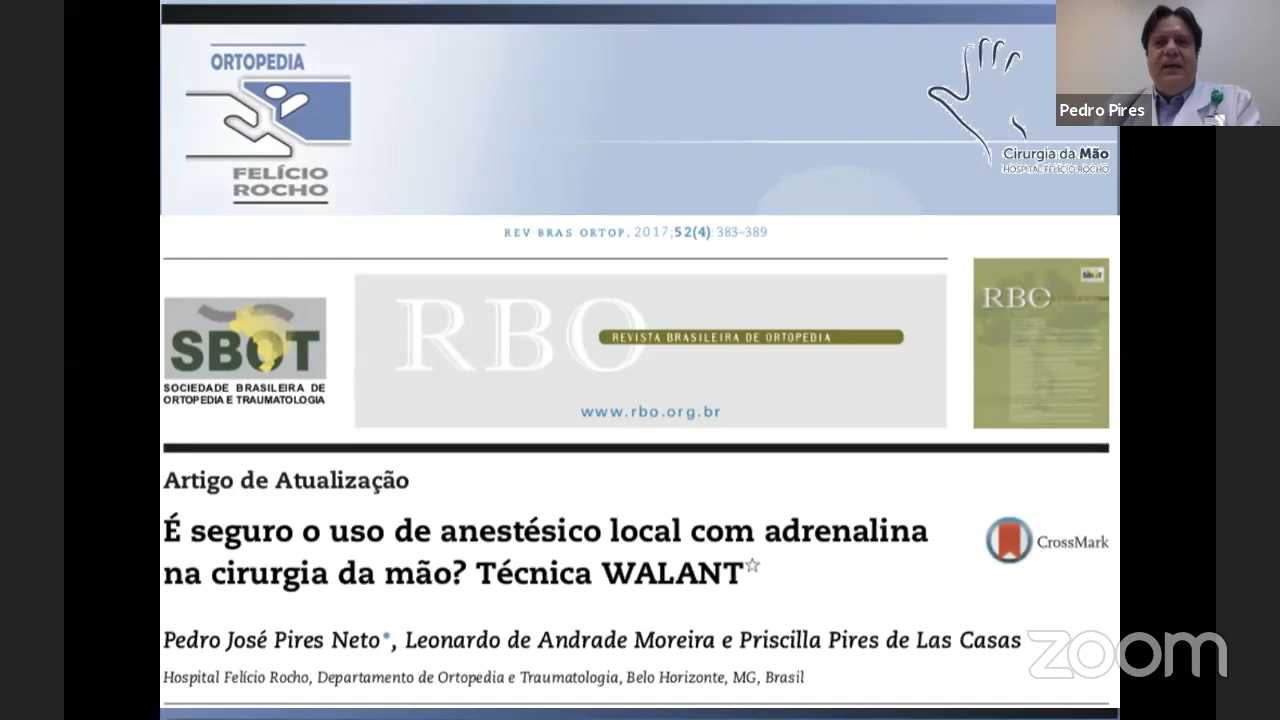 ORTOPEDIA
FELÍCIO
ROCHO
Cirurgia da Mão
HOSPITAL FELÍCIO ROCHO
Pedro Pires
REV BRAS ORTOP. 2017;52(4):383–389
SBOT
SOCIEDADE BRASILEIRA DE
ORTOPEDIA E TRAUMATOLOGIA
RBO
REVISTA BRASILEIRA DE ORTOPEDIA
www.rbo.org.br
SBOT
RBO
Artigo de Atualização
É seguro o uso de anestésico local com adrenalina
na cirurgia da mão? Técnica WALANT☆
CrossMark
Pedro José Pires Neto*, Leonardo de Andrade Moreira e Priscilla Pires de Las Casas
Hospital Felício Rocho, Departamento de Ortopedia e Traumatologia, Belo Horizonte, MG, Brasil
zoom